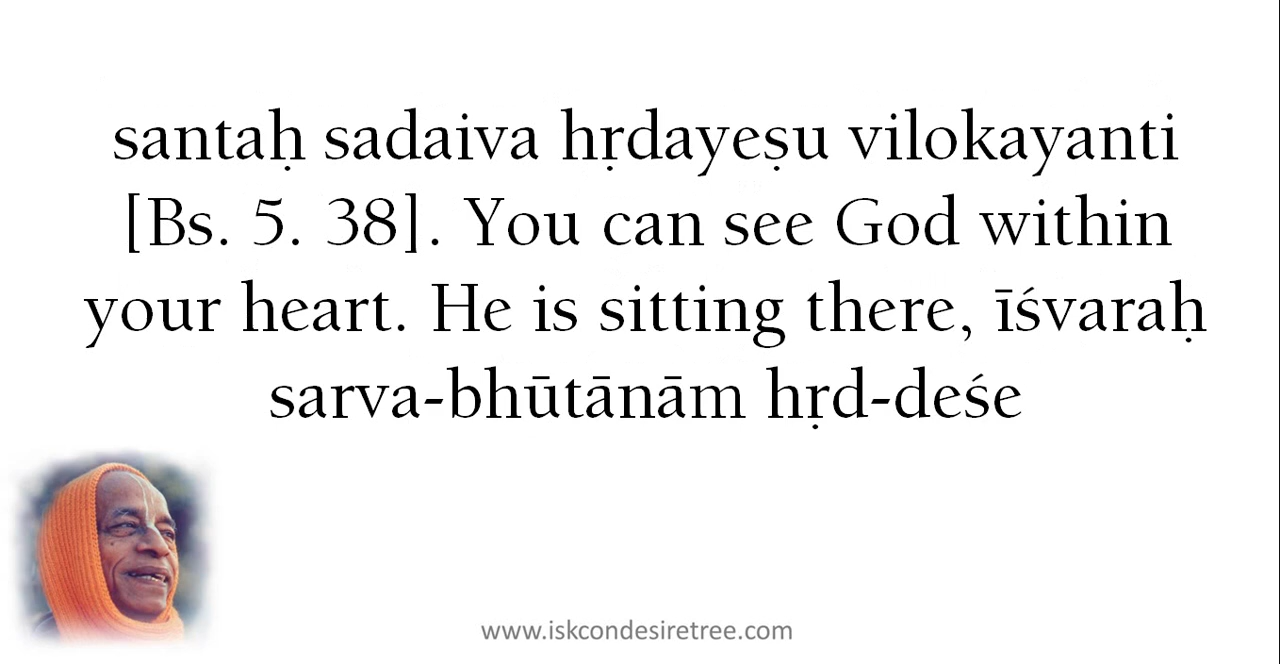 santaḥ sadaiva hṛdayeṣu vilokayanti
[Bs. 5. 38]. You can see God within
your heart. He is sitting there, īśvaraḥ
sarva-bhūtānām hṛd-deśe
www.iskcondesiretree.com